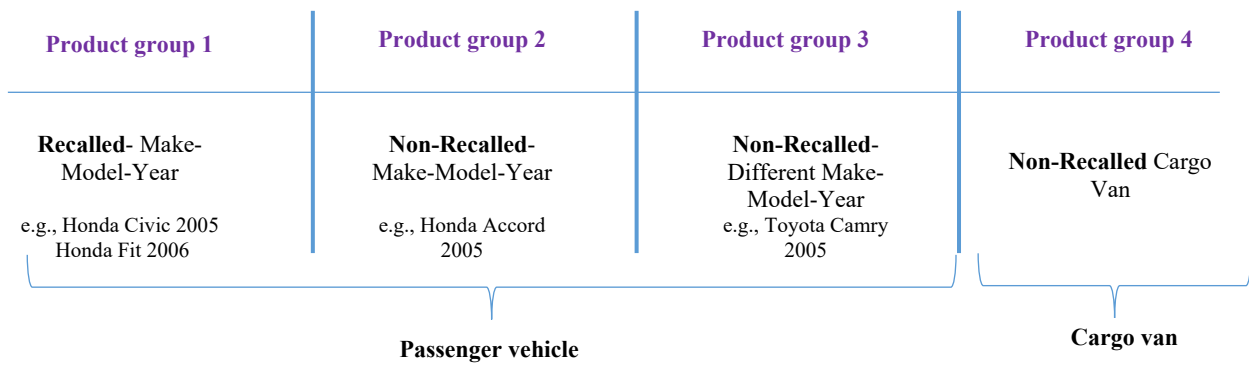 Product group 1
Product group 2
Product group 3
Product group 4
Recalled- Make-
Model-Year
e.g., Honda Civic 2005
Honda Fit 2006
Non-Recalled-
Make-Model-Year
e.g., Honda Accord
2005
Non-Recalled-
Different Make-
Model-Year
e.g., Toyota Camry
2005
Non-Recalled Cargo
Van
Passenger vehicle
Cargo van